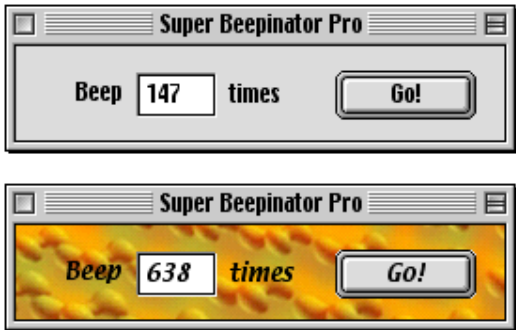 Super Beepinator Pro
Beep 147 times Go!
Super Beepinator Pro
Beep 638 times Go!